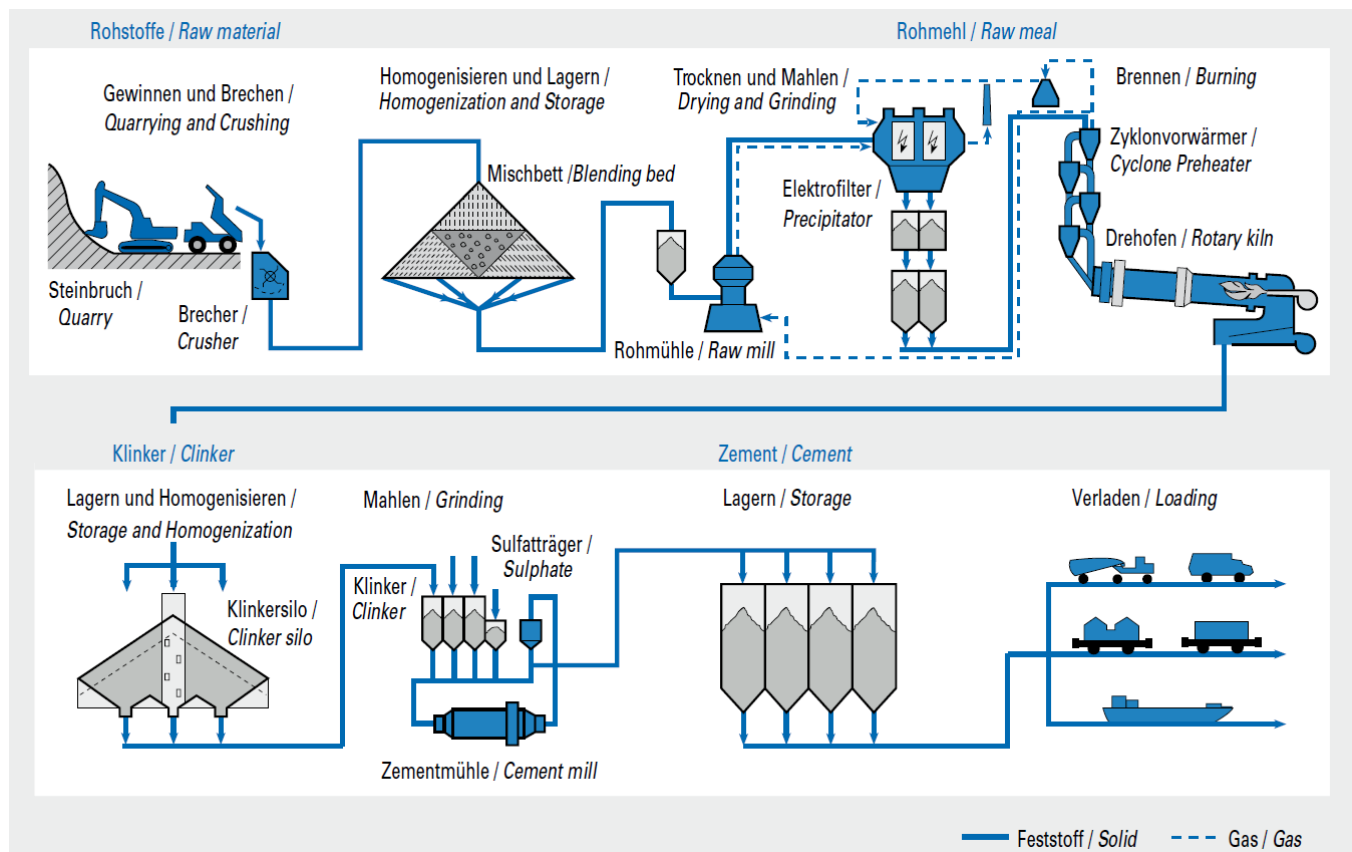 Rohstoffe / Raw material
Rohmehl / Raw meal
Gewinnen und Brechen /
Quarrying and Crushing
Homogenisieren und Lagern /
Homogenization and Storage
Trocknen und Mahlen /
Drying and Grinding
Brennen / Burning
Zyklonvorwärmer /
Cyclone Preheater
Mischbett /Blending bed
Elektrofilter /
Precipitator
Drehofen / Rotary kiln
Steinbruch /
Quarry
Brecher /
Crusher
Rohmühle / Raw mill
Klinker / Clinker
Zement / Cement
Lagern und Homogenisieren /
Storage and Homogenization
Mahlen / Grinding
Lagern / Storage
Verladen / Loading
Sulfatträger /
Sulphate
Klinker /
Clinker
Klinkersilo /
Clinker silo
Zementmühle / Cement mill
Feststoff / Solid
Gas / Gas